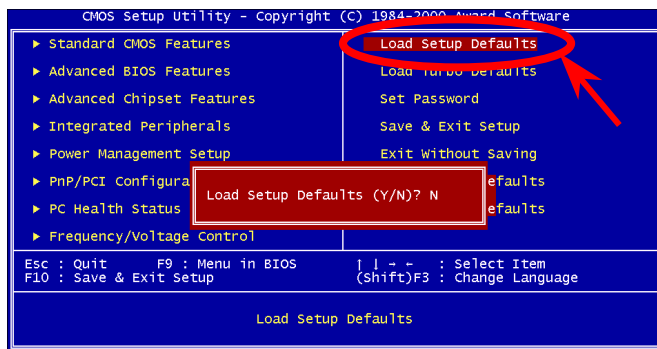 CMOS Setup Utility - Copyright (C) 1984-2000 Award Software
▶ Standard CMOS Features
▶ Advanced BIOS Features
▶ Advanced Chipset Features
▶ Integrated Peripherals
▶ Power Management Setup
▶ PnP/PCI Configura
▶ PC Health Status
▶ Frequency/Voltage Control
Load Setup Defaults
Load Turbo Defaults
Set Password
Save & Exit Setup
Exit Without Saving
efaults
efaults
Load Setup Defaults (Y/N)? N
Esc : Quit F9 : Menu in BIOS ↑ ↓ → ← : Select Item
F10 : Save & Exit Setup (Shift)F3 : Change Language
Load Setup Defaults